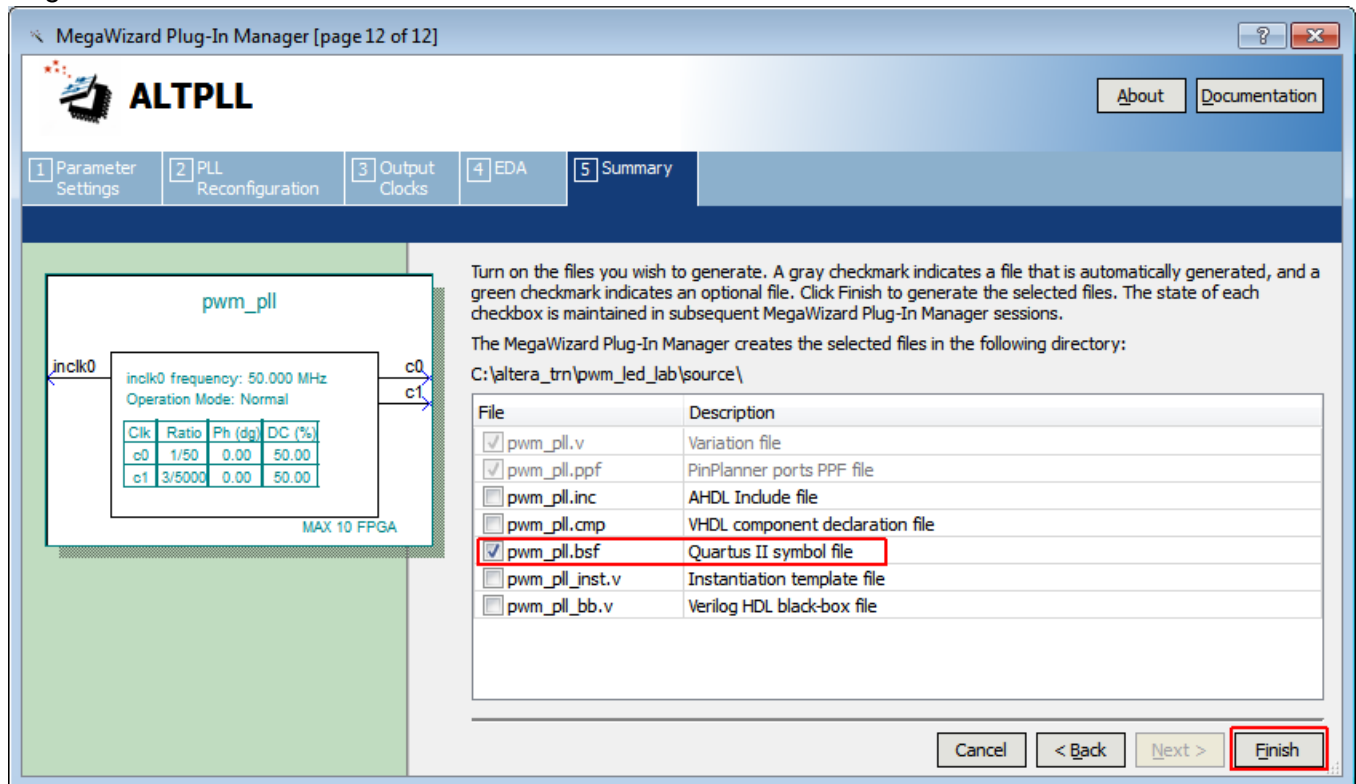 MegaWizard Plug-In Manager [page 12 of 12]
?
ALTPLL
About
Documentation
1 Parameter Settings
2 PLL Reconfiguration
3 Output Clocks
4 EDA
5 Summary
pwm_pll
inclk0
c0
c1
inclk0 frequency: 50.000 MHz
Operation Mode: Normal
Clk Ratio Ph (dg) DC (%)
c0 1/50 0.00 50.00
c1 3/5000 0.00 50.00
MAX 10 FPGA
Turn on the files you wish to generate. A gray checkmark indicates a file that is automatically generated, and a
green checkmark indicates an optional file. Click Finish to generate the selected files. The state of each
checkbox is maintained in subsequent MegaWizard Plug-In Manager sessions.
The MegaWizard Plug-In Manager creates the selected files in the following directory:
C:\altera_trn\pwm_led_lab\source\
File Description
pwm_pll.v Variation file
pwm_pll.ppf PinPlanner ports PPF file
pwm_pll.inc AHDL Include file
pwm_pll.cmp VHDL component declaration file
pwm_pll.bsf Quartus II symbol file
pwm_pll_inst.v Instantiation template file
pwm_pll_bb.v Verilog HDL black-box file
Cancel
< Back
Next >
Finish